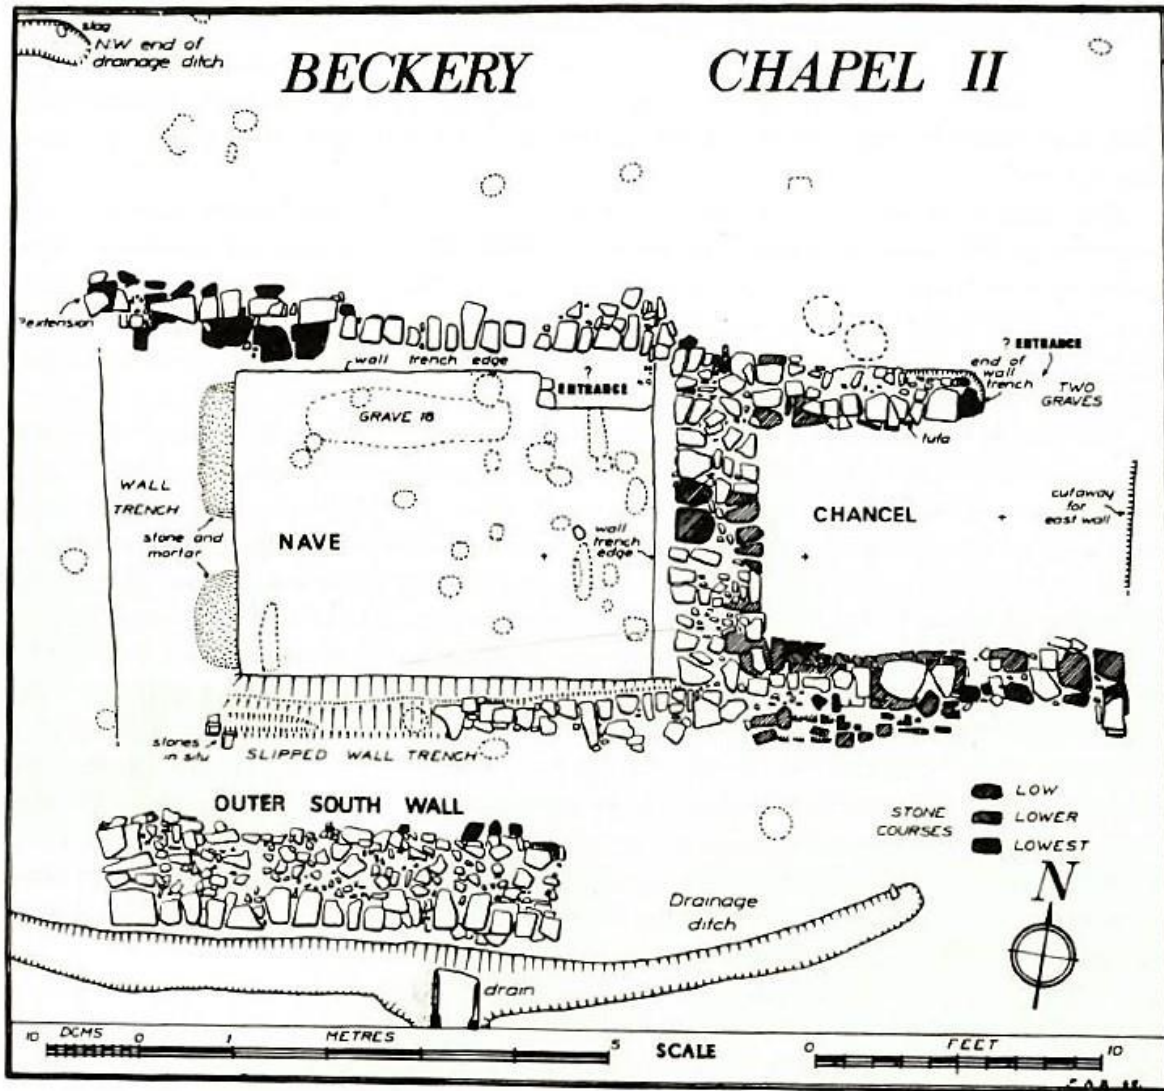 slag
N.W end of
drainage ditch
BECKERY CHAPEL II
?extension
wall trench edge
?
ENTRANCE
? ENTRANCE
end of
wall
trench
TWO
GRAVES
GRAVE 18
tufa
WALL
TRENCH
stone and
mortar
NAVE
wall
trench
edge
CHANCEL
cutaway
for
east wall
stones
in situ
SLIPPED WALL TRENCH
OUTER SOUTH WALL
STONE
COURSES
LOW
LOWER
LOWEST
N
Drainage
ditch
drain
10 DCMS 0 1 METRES 5 SCALE 0 FEET 10